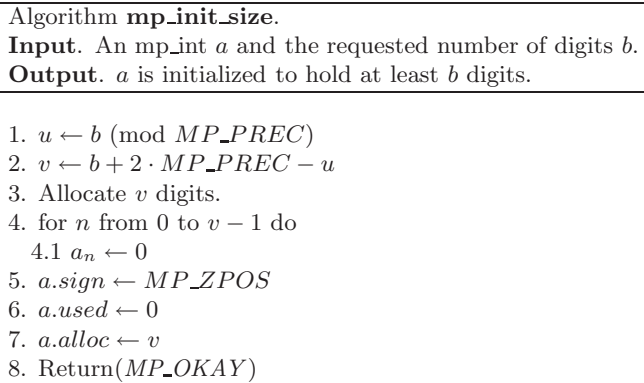 Algorithm mp_init_size.
Input. An mp_int a and the requested number of digits b.
Output. a is initialized to hold at least b digits.
1. u ← b (mod MP_PREC)
2. v ← b + 2 · MP_PREC − u
3. Allocate v digits.
4. for n from 0 to v − 1 do
4.1 aₙ ← 0
5. a.sign ← MP_ZPOS
6. a.used ← 0
7. a.alloc ← v
8. Return(MP_OKAY)